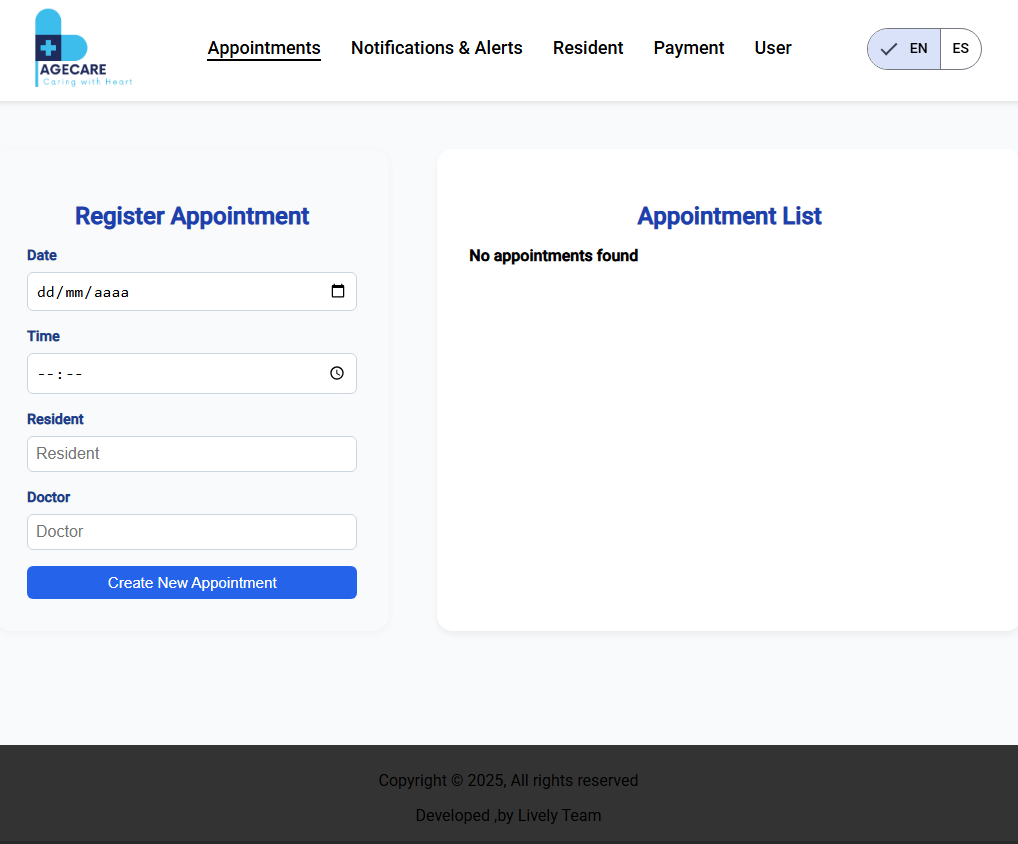 AGECARE
Caring with Heart
Appointments Notifications & Alerts Resident Payment User EN ES
Register Appointment
Date
dd/mm/aaaa
Time
--:--
Resident
Resident
Doctor
Doctor
Create New Appointment
Appointment List
No appointments found
Copyright © 2025, All rights reserved
Developed ,by Lively Team